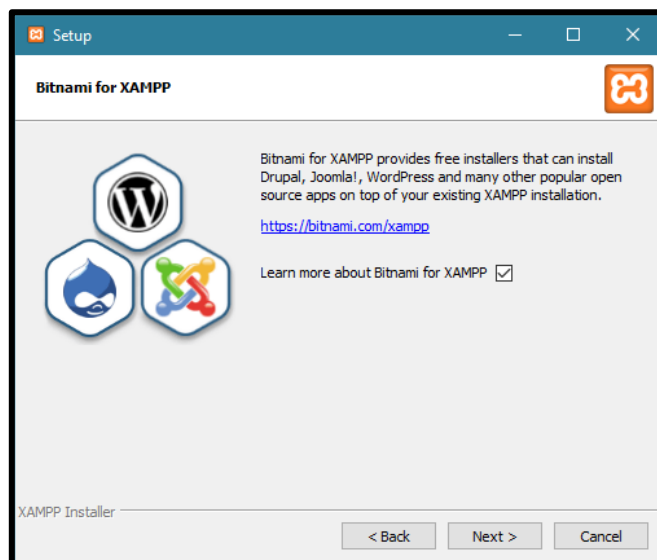 Setup
Bitnami for XAMPP
Bitnami for XAMPP provides free installers that can install
Drupal, Joomla!, WordPress and many other popular open
source apps on top of your existing XAMPP installation.
https://bitnami.com/xampp
Learn more about Bitnami for XAMPP
XAMPP Installer
< Back
Next >
Cancel